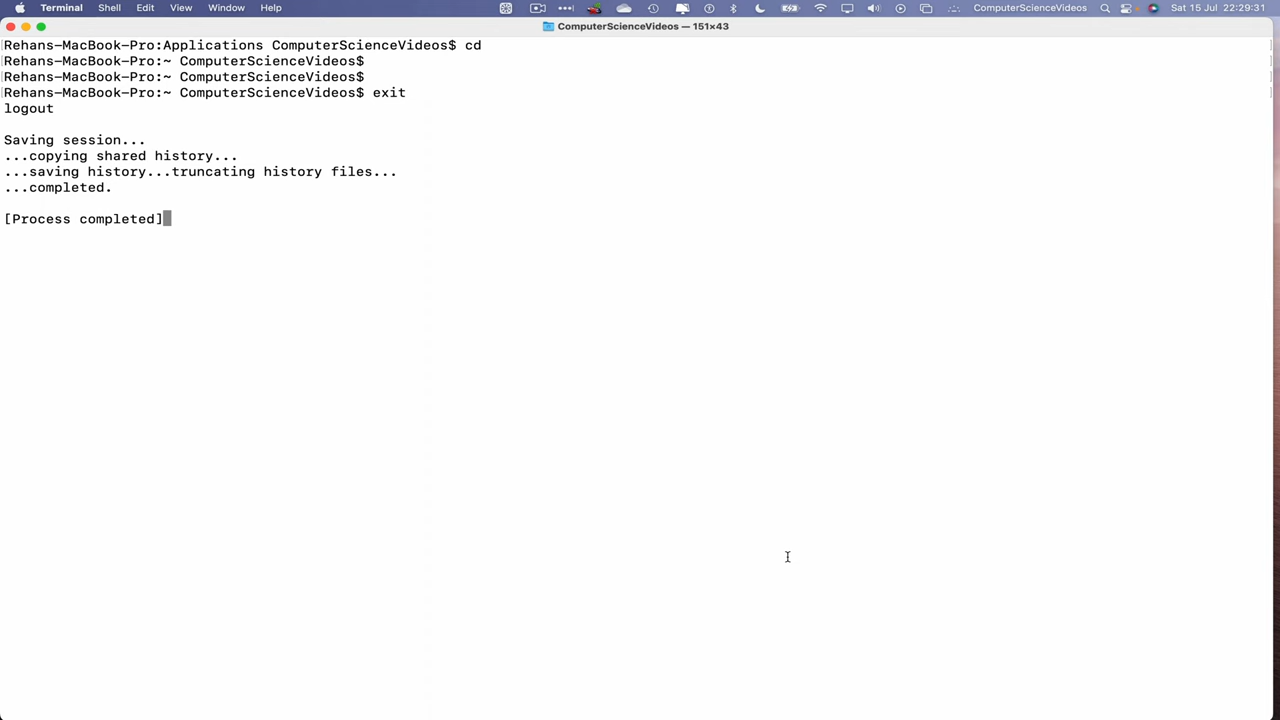 Terminal Shell Edit View Window Help ComputerScienceVideos Sat 15 Jul 22:29:31
ComputerScienceVideos — 151×43
Rehans-MacBook-Pro:Applications ComputerScienceVideos$ cd
Rehans-MacBook-Pro:~ ComputerScienceVideos$
Rehans-MacBook-Pro:~ ComputerScienceVideos$
Rehans-MacBook-Pro:~ ComputerScienceVideos$ exit
logout
Saving session...
...copying shared history...
...saving history...truncating history files...
...completed.
[Process completed]